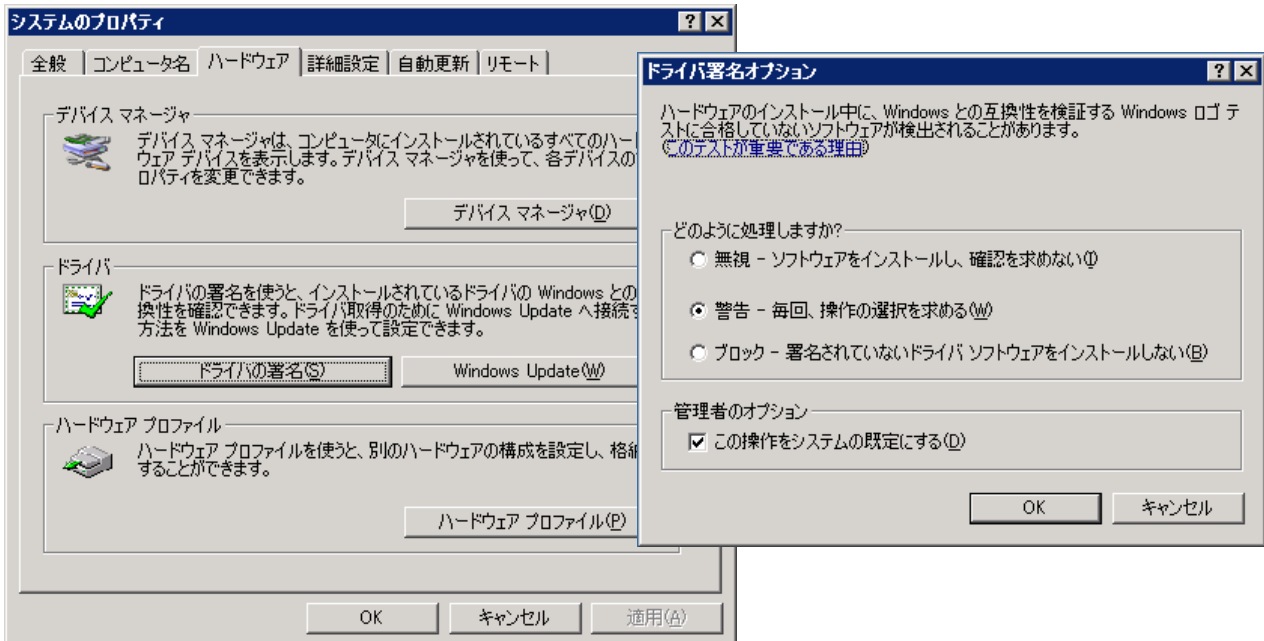 システムのプロパティ
全般
コンピュータ名
ハードウェア
詳細設定
自動更新
リモート
デバイス マネージャ
デバイス マネージャは、コンピュータにインストールされているすべてのハー
ウェア デバイスを表示します。デバイス マネージャを使って、各デバイスの
ロパティを変更できます。
デバイス マネージャ(D)
ドライバ
ドライバの署名を使うと、インストールされているドライバの Windows との
換性を確認できます。ドライバ取得のために Windows Update へ接続す
方法を Windows Update を使って設定できます。
ドライバの署名(S)
Windows Update(W)
ハードウェア プロファイル
ハードウェア プロファイルを使うと、別のハードウェアの構成を設定し、格
することができます。
ハードウェア プロファイル(P)
OK
キャンセル
適用(A)
ドライバ署名オプション
ハードウェアのインストール中に、Windows との互換性を検証する Windows ロゴ テ
ストに合格していないソフトウェアが検出されることがあります。
(このテストが重要である理由)
どのように処理しますか?
無視 - ソフトウェアをインストールし、確認を求めない(I)
警告 - 毎回、操作の選択を求める(W)
ブロック - 署名されていないドライバ ソフトウェアをインストールしない(B)
管理者のオプション
この操作をシステムの既定にする(D)
OK
キャンセル